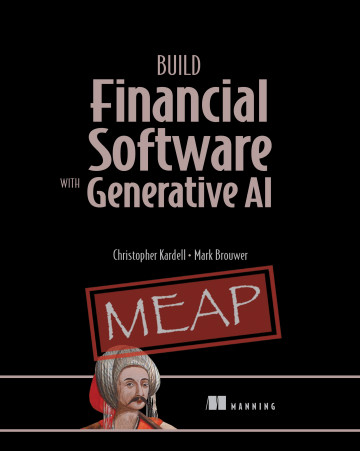 BUILD
Financial
Software
WITH Generative AI
Christopher Kardell • Mark Brouwer
MEAP
MANNING